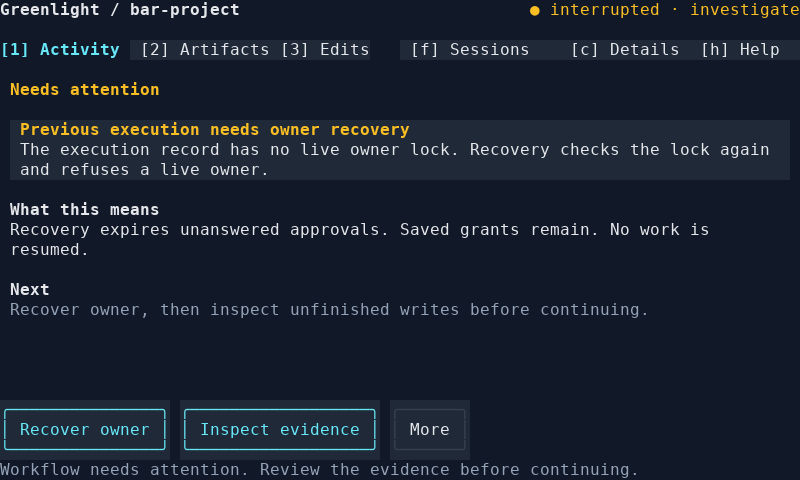 Greenlight / bar-project ● interrupted · investigate
[1] Activity [2] Artifacts [3] Edits [f] Sessions [c] Details [h] Help
Needs attention
Previous execution needs owner recovery
The execution record has no live owner lock. Recovery checks the lock again
and refuses a live owner.
What this means
Recovery expires unanswered approvals. Saved grants remain. No work is
resumed.
Next
Recover owner, then inspect unfinished writes before continuing.
Recover owner Inspect evidence More
Workflow needs attention. Review the evidence before continuing.